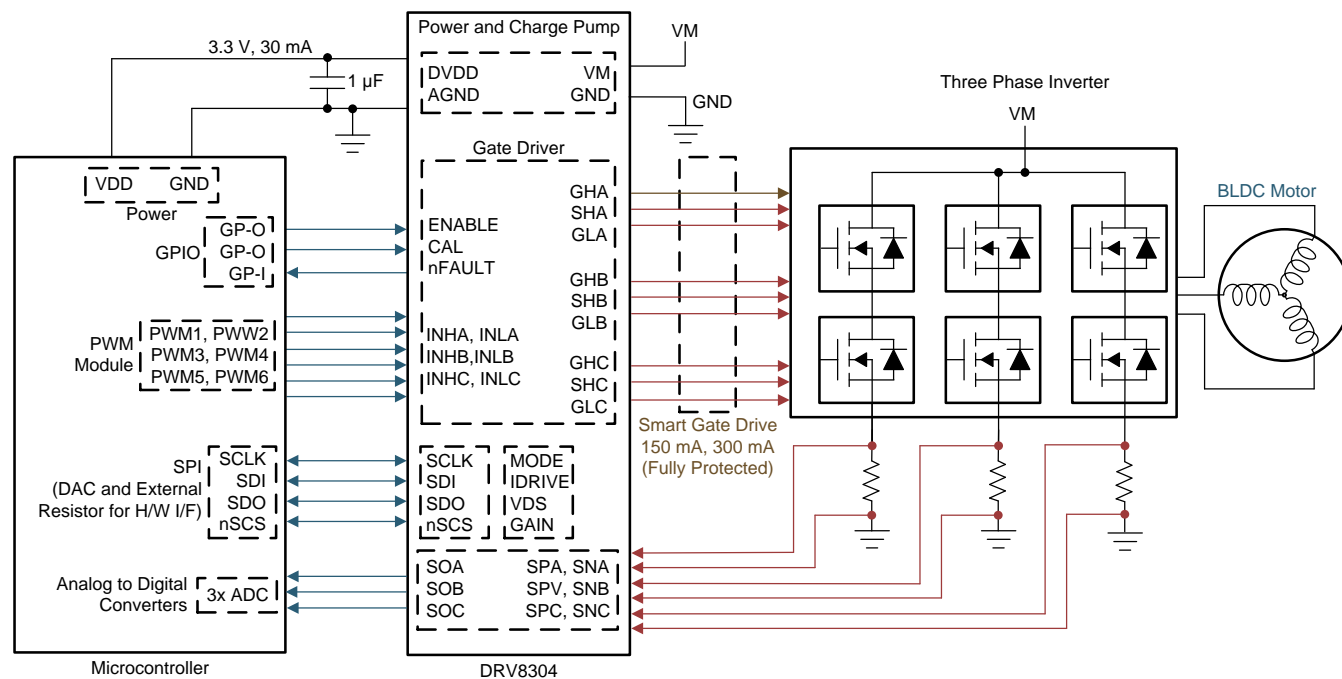 Power and Charge Pump
3.3 V, 30 mA
1 µF
DVDD
AGND
VM
GND
VM
GND
Three Phase Inverter
VM
BLDC Motor
VDD GND
Power
GPIO
GP-O
GP-O
GP-I
PWM
Module
PWM1, PWW2
PWM3, PWM4
PWM5, PWM6
SPI
(DAC and External
Resistor for H/W I/F)
SCLK
SDI
SDO
nSCS
Analog to Digital
Converters
3x ADC
Microcontroller
Gate Driver
ENABLE
CAL
nFAULT
INHA, INLA
INHB,INLB
INHC, INLC
GHA
SHA
GLA
GHB
SHB
GLB
GHC
SHC
GLC
Smart Gate Drive
150 mA, 300 mA
(Fully Protected)
SCLK
SDI
SDO
nSCS
MODE
IDRIVE
VDS
GAIN
SOA
SOB
SOC
SPA, SNA
SPV, SNB
SPC, SNC
DRV8304